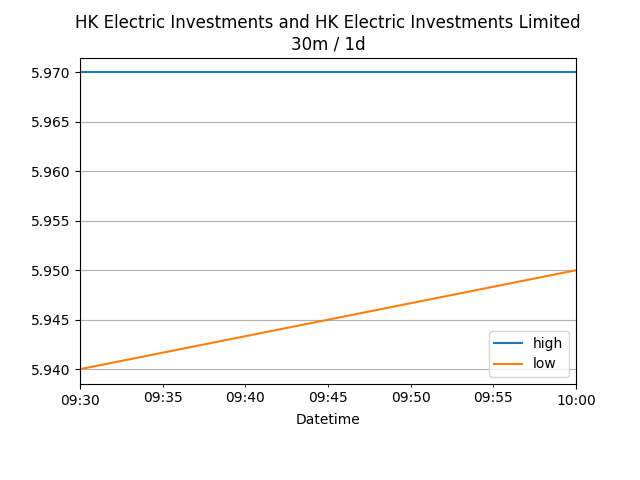 HK Electric Investments and HK Electric Investments Limited
30m / 1d
5.970
5.965
5.960
5.955
5.950
5.945
5.940
high
low
09:30
09:35
09:40
09:45
09:50
09:55
10:00
Datetime